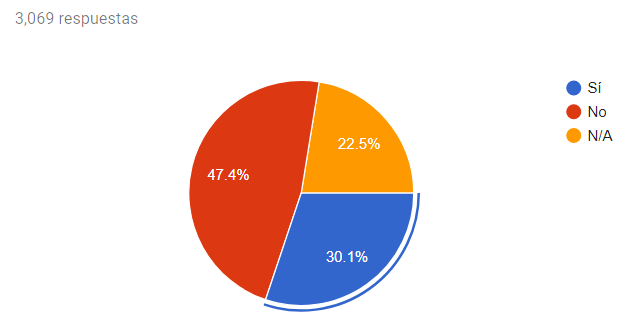 3,069 respuestas
Sí
No
N/A
22.5%
47.4%
30.1%